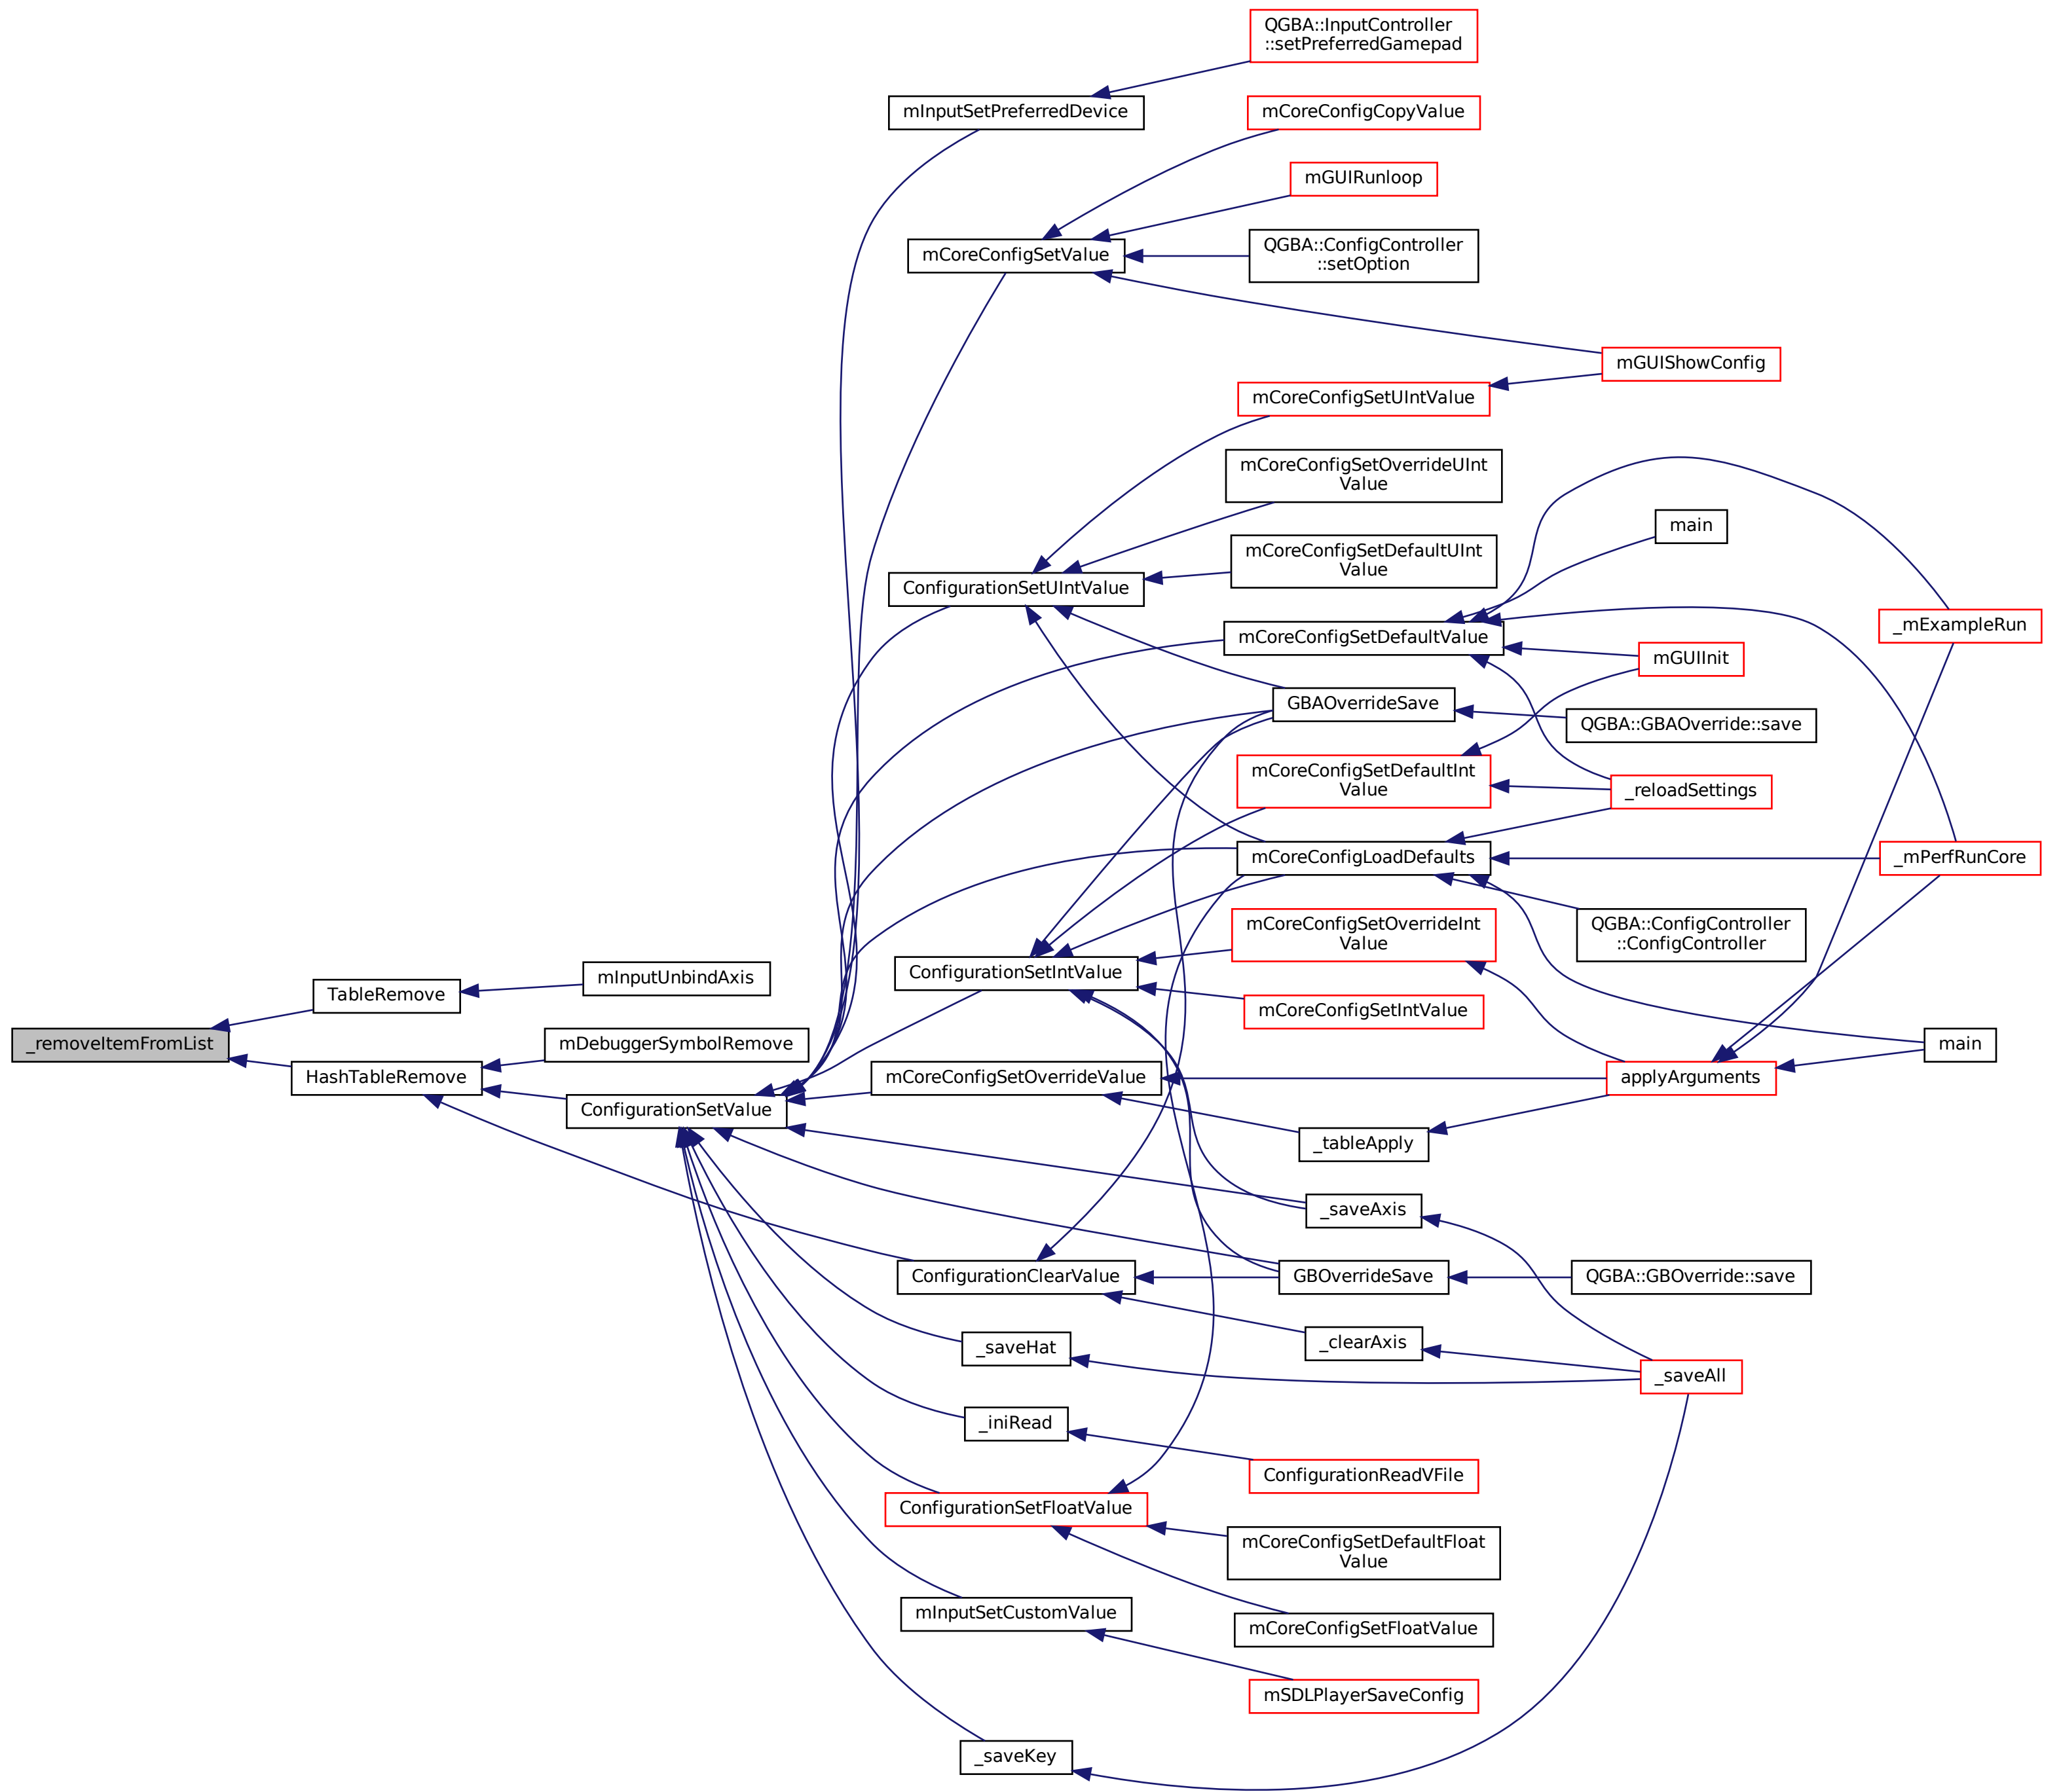 QGBA::InputController
::setPreferredGamepad
mInputSetPreferredDevice
mCoreConfigCopyValue
mGUIRunloop
mCoreConfigSetValue
QGBA::ConfigController
::setOption
mGUIShowConfig
mCoreConfigSetUIntValue
mCoreConfigSetOverrideUInt
Value
main
mCoreConfigSetDefaultUInt
Value
ConfigurationSetUIntValue
mCoreConfigSetDefaultValue
_mExampleRun
mGUIInit
GBAOverrideSave
QGBA::GBAOverride::save
mCoreConfigSetDefaultInt
Value
_reloadSettings
mCoreConfigLoadDefaults
_mPerfRunCore
mCoreConfigSetOverrideInt
Value
QGBA::ConfigController
::ConfigController
ConfigurationSetIntValue
mInputUnbindAxis
TableRemove
mCoreConfigSetIntValue
_removeItemFromList
mDebuggerSymbolRemove
main
HashTableRemove
mCoreConfigSetOverrideValue
applyArguments
ConfigurationSetValue
_tableApply
_saveAxis
ConfigurationClearValue
GBOverrideSave
QGBA::GBOverride::save
_clearAxis
_saveHat
_saveAll
_iniRead
ConfigurationReadVFile
ConfigurationSetFloatValue
mCoreConfigSetDefaultFloat
Value
mInputSetCustomValue
mCoreConfigSetFloatValue
mSDLPlayerSaveConfig
_saveKey